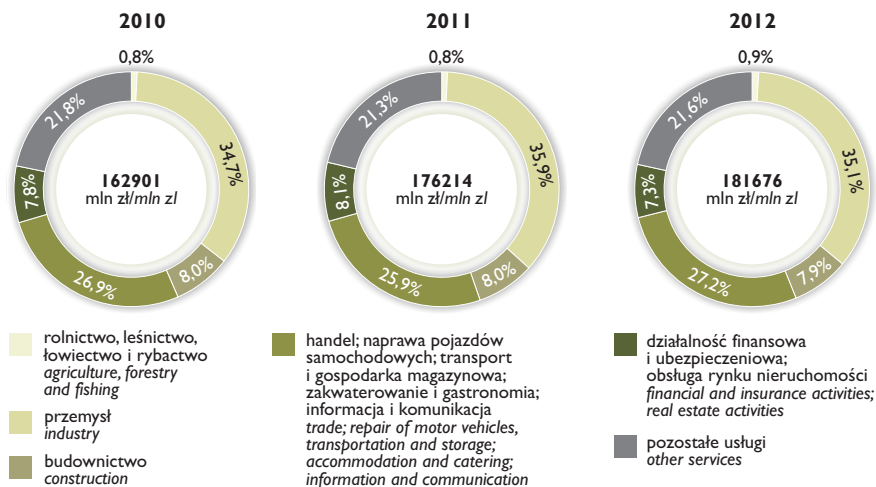 2010
0,8%
34,7%
8,0%
26,9%
7,8%
21,8%
162901
mln zł/mln zl
2011
0,8%
35,9%
8,0%
25,9%
8,1%
21,3%
176214
mln zł/mln zl
2012
0,9%
35,1%
7,9%
27,2%
7,3%
21,6%
181676
mln zł/mln zl
rolnictwo, leśnictwo,
łowiectwo i rybactwo
agriculture, forestry
and fishing
przemysł
industry
budownictwo
construction
handel; naprawa pojazdów
samochodowych; transport
i gospodarka magazynowa;
zakwaterowanie i gastronomia;
informacja i komunikacja
trade; repair of motor vehicles,
transportation and storage;
accommodation and catering;
information and communication
działalność finansowa
i ubezpieczeniowa;
obsługa rynku nieruchomości
financial and insurance activities;
real estate activities
pozostałe usługi
other services